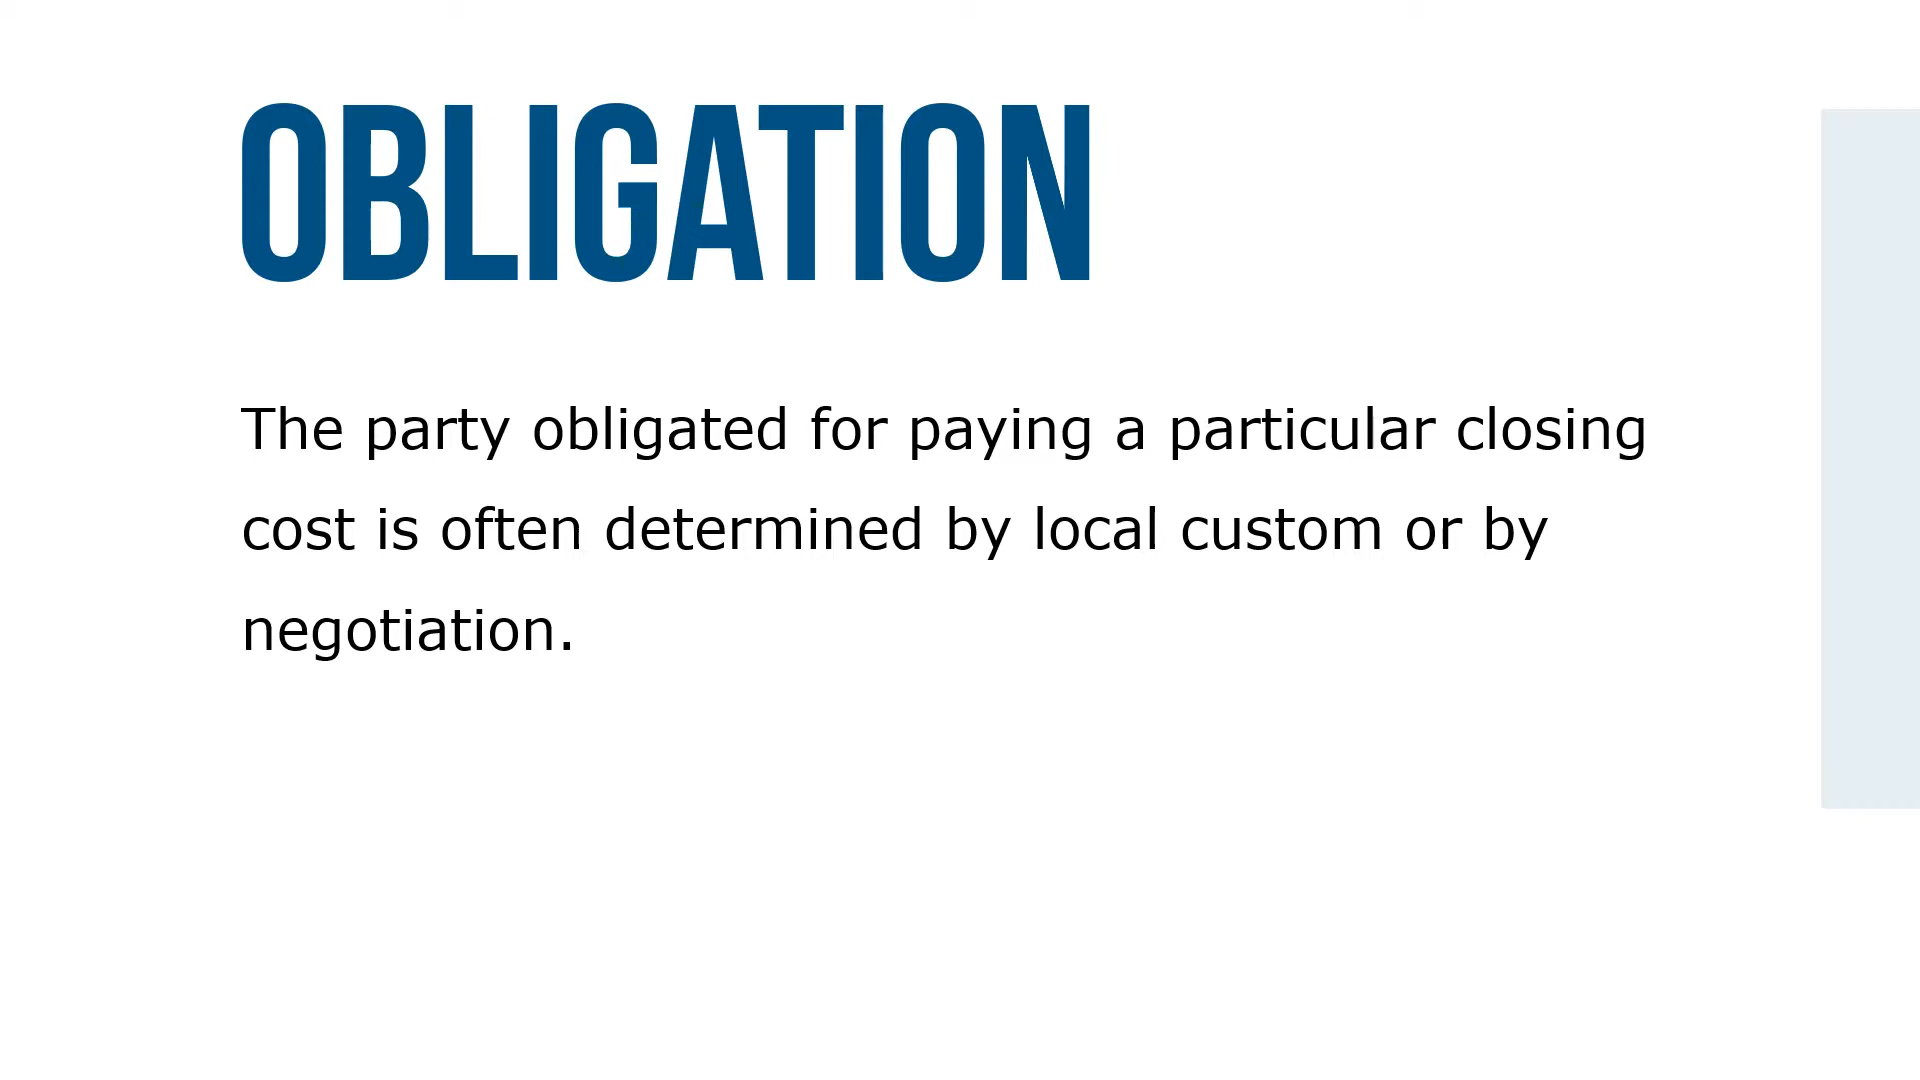 OBLIGATION
The party obligated for paying a particular closing
cost is often determined by local custom or by
negotiation.